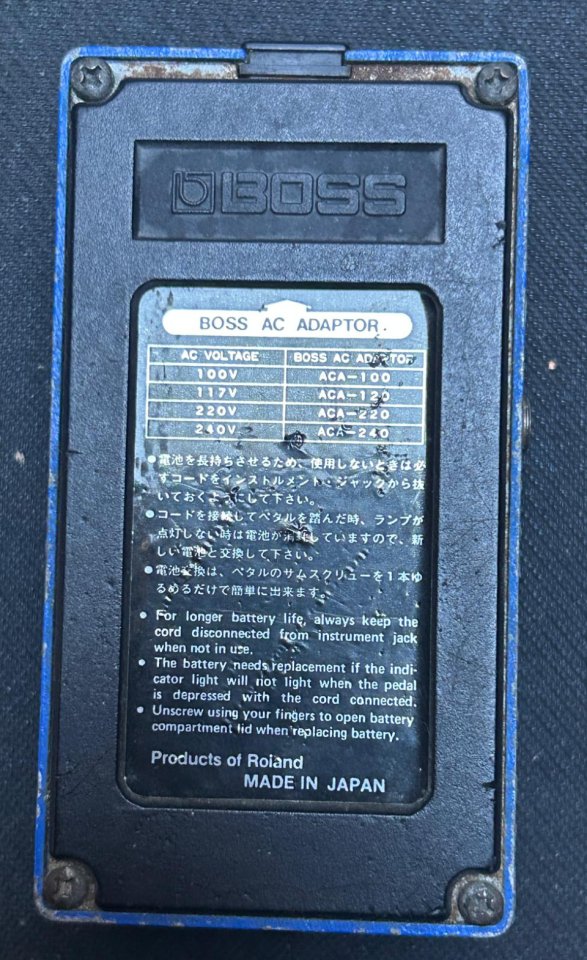 BOSS
BOSS AC ADAPTOR
AC VOLTAGE BOSS AC ADAPTOR
100V ACA-100
117V ACA-120
220V ACA-220
240V ACA-240
●電池を長持ちさせるため、使用しないときは必
ずコードをインストルメント・ジャックから抜
いておくようにして下さい。
●コードを接続してペタルを踏んだ時、ランプが
点灯しない時は電池が消耗していますので、新
しい電池と交換して下さい。
●電池交換は、ペタルのサムスクリューを1本ゆ
るめるだけで簡単に出来ます。
● For longer battery life, always keep the
cord disconnected from instrument jack
when not in use.
● The battery needs replacement if the indi-
cator light will not light when the pedal
is depressed with the cord connected.
● Unscrew using your fingers to open battery
compartment lid when replacing battery.
Products of Roland
MADE IN JAPAN